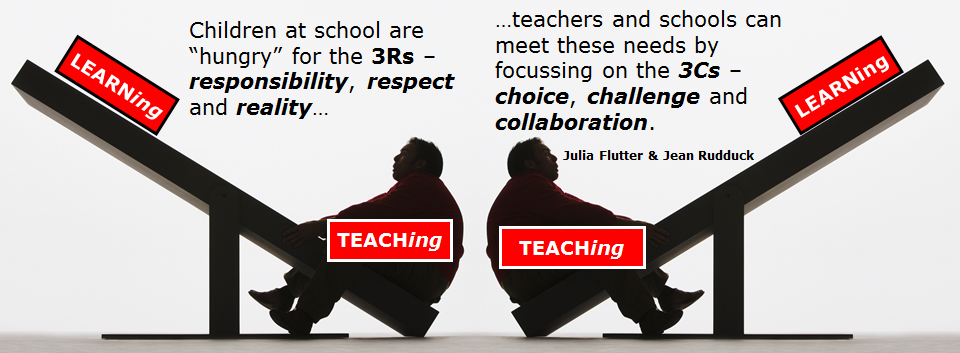 LEARNing
Children at school are
“hungry” for the 3Rs –
responsibility, respect
and reality…
TEACHing
…teachers and schools can
meet these needs by
focussing on the 3Cs –
choice, challenge and
collaboration.
Julia Flutter & Jean Rudduck
LEARNing
TEACHing